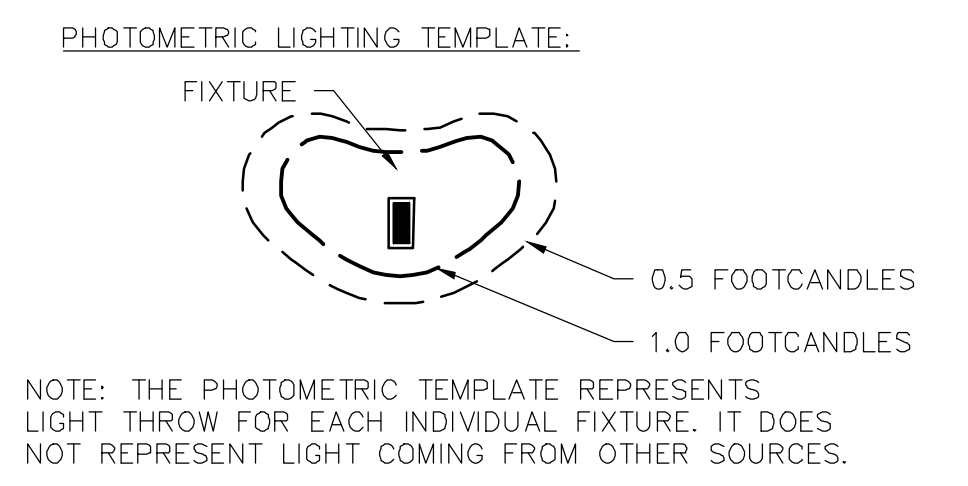 PHOTOMETRIC LIGHTING TEMPLATE:
FIXTURE
0.5 FOOTCANDLES
1.0 FOOTCANDLES
NOTE: THE PHOTOMETRIC TEMPLATE REPRESENTS
LIGHT THROW FOR EACH INDIVIDUAL FIXTURE. IT DOES
NOT REPRESENT LIGHT COMING FROM OTHER SOURCES.